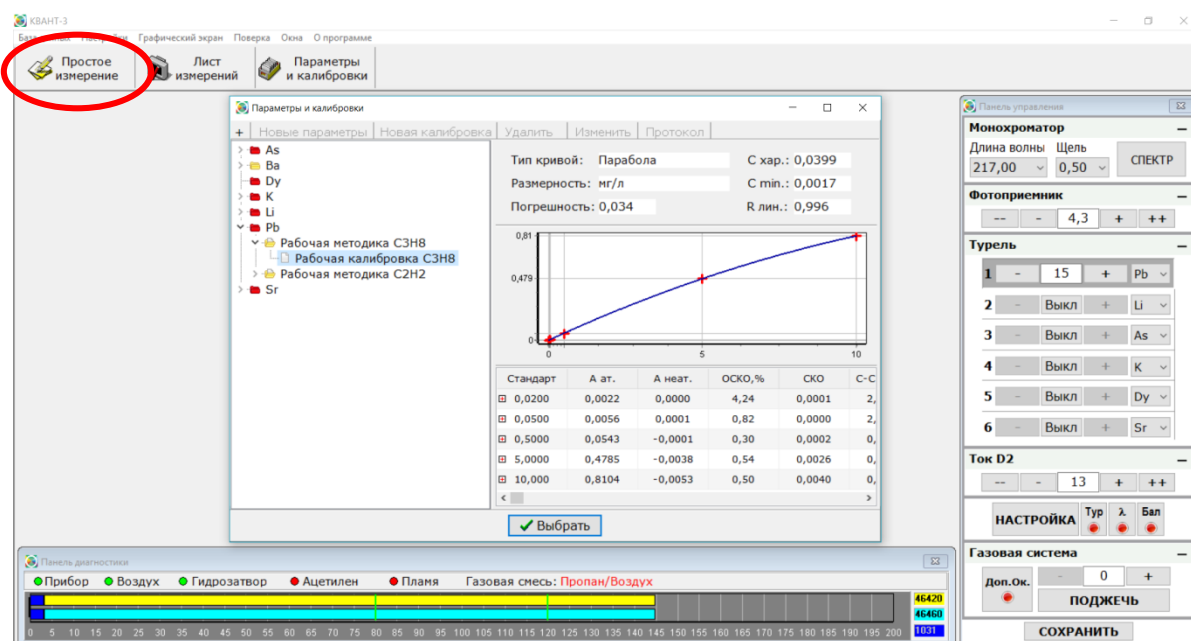 КВАНТ-3
База данных Настройки Графический экран Поверка Окна О программе
Простое измерение
Лист измерений
Параметры и калибровки
Параметры и калибровки
+ Новые параметры Новая калибровка Удалить Изменить Протокол
As
Ba
Dy
K
Li
Pb
Рабочая методика C3H8
Рабочая калибровка C3H8
Рабочая методика C2H2
Sr
Тип кривой: Парабола C хар.: 0,0399
Размерность: мг/л C min.: 0,0017
Погрешность: 0,034 R лин.: 0,996
0,81
0,479
0
0 5 10
Стандарт A ат. A неат. ОСКО,% СКО C-C
0,0200 0,0022 0,0000 4,24 0,0001 2,
0,0500 0,0056 0,0001 0,82 0,0000 2,
0,5000 0,0543 -0,0001 0,30 0,0002 0,
5,0000 0,4785 -0,0038 0,54 0,0026 0,
10,000 0,8104 -0,0053 0,50 0,0040 0,
Выбрать
Панель управления
Монохроматор
Длина волны Щель
217,00 0,50 СПЕКТР
Фотоприемник
-- - 4,3 + ++
Турель
1 - 15 + Pb
2 - Выкл + Li
3 - Выкл + As
4 - Выкл + K
5 - Выкл + Dy
6 - Выкл + Sr
Ток D2
-- - 13 + ++
НАСТРОЙКА Тур λ Бал
Газовая система
Доп.Ок. - 0 +
ПОДЖЕЧЬ
СОХРАНИТЬ
Панель диагностики
Прибор Воздух Гидрозатвор Ацетилен Пламя Газовая смесь: Пропан/Воздух
46420
46460
0 5 10 15 20 25 30 35 40 45 50 55 60 65 70 75 80 85 90 95 100 105 110 115 120 125 130 135 140 145 150 155 160 165 170 175 180 185 190 195 200 1031